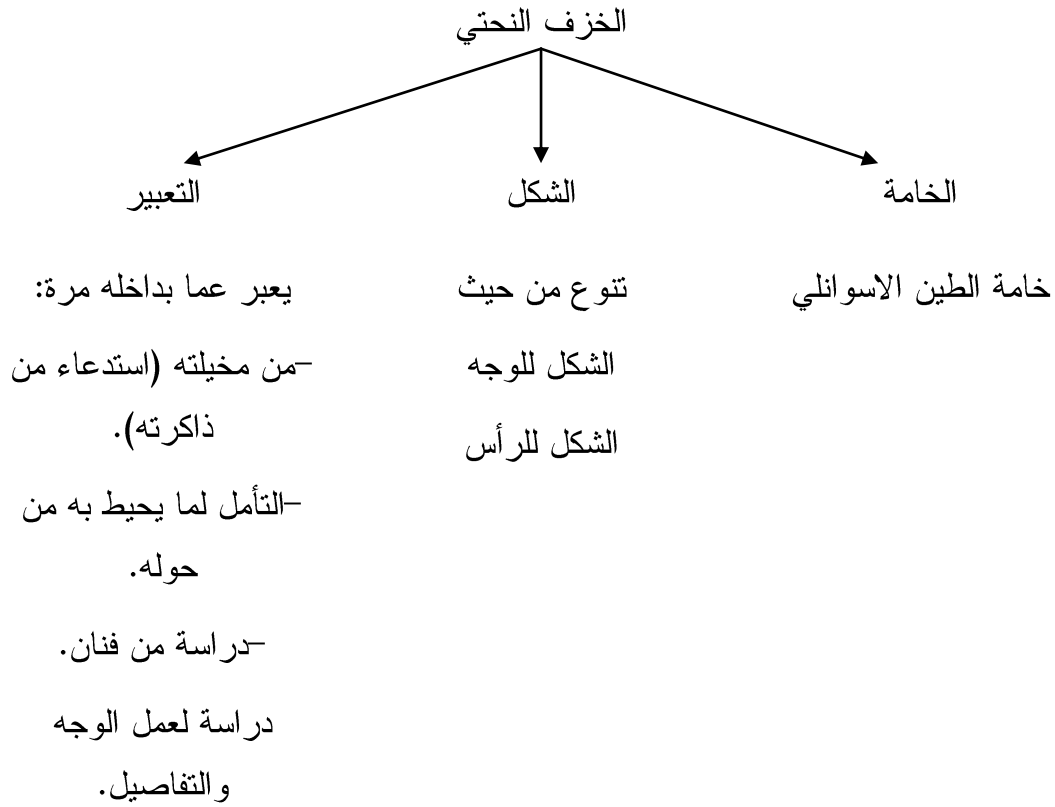 الخزف النحتي
الخامة
خامة الطين الاسوانلي
الشكل
تتوع من حيث
الشكل للوجه
الشكل للرأس
التعبير
يعبر عما بداخله مرة:
-من مخيلته (استدعاء من
ذاكرته).
-التأمل لما يحيط به من
حوله.
-دراسة من فنان.
دراسة لعمل الوجه
والتفاصيل.